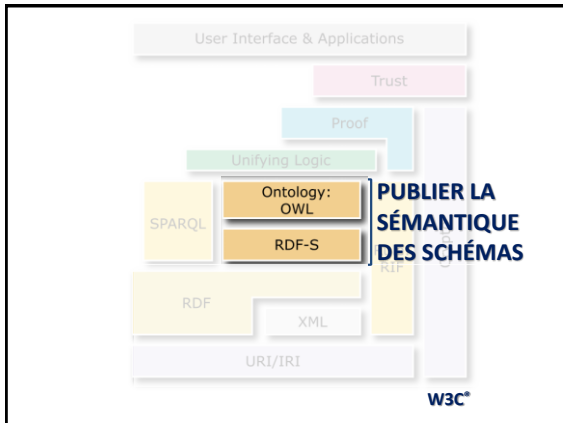 User Interface & Applications
Trust
Proof
Unifying Logic
Ontology:
OWL
SPARQL
RDF-S
PUBLIER LA
SÉMANTIQUE
DES SCHÉMAS
RIF
RDF
XML
URI/IRI
W3C®